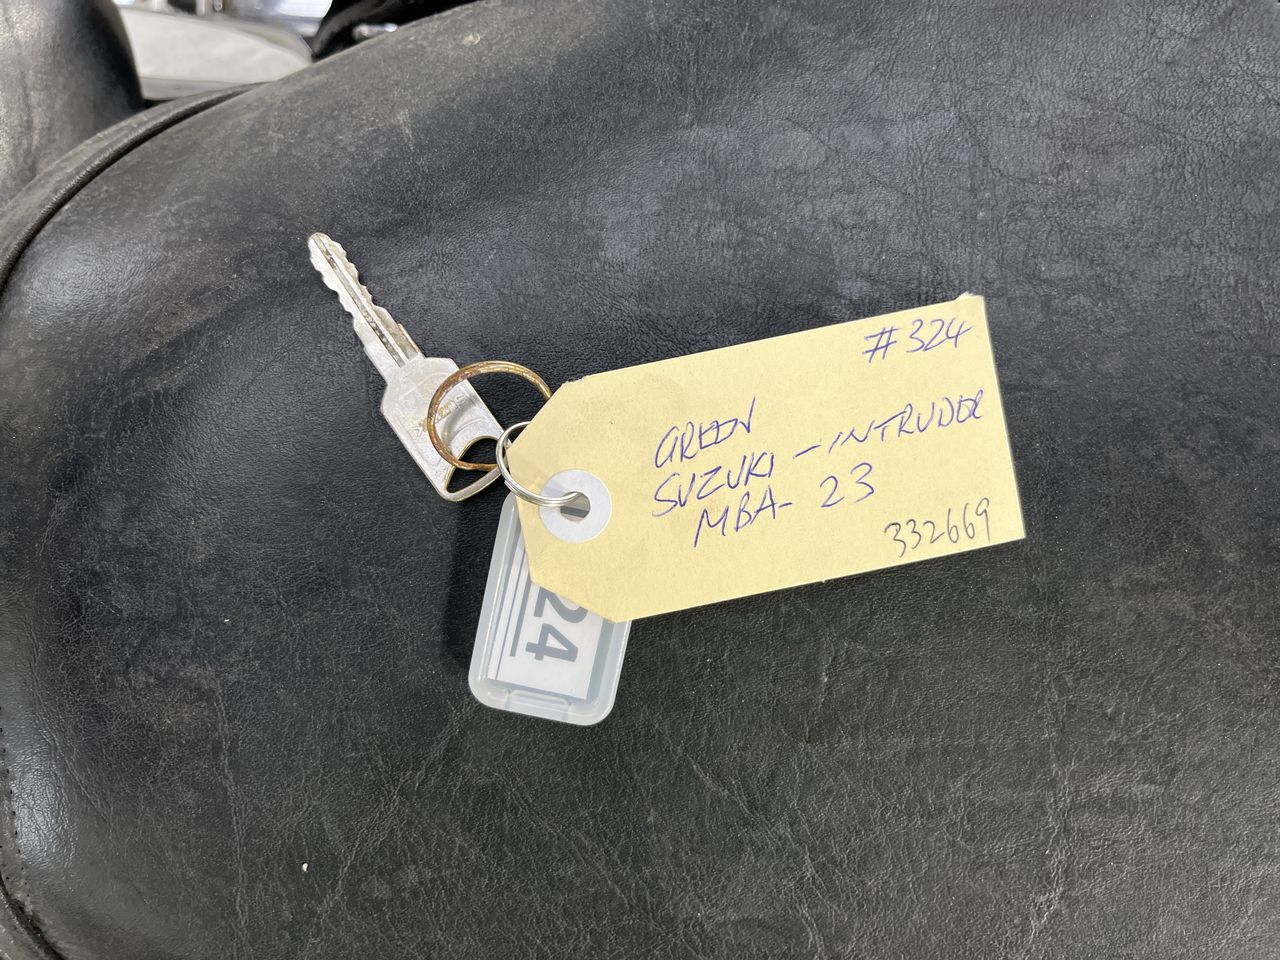 #324
GREEN
SUZUKI - INTRUDER
MBA- 23
332669
24